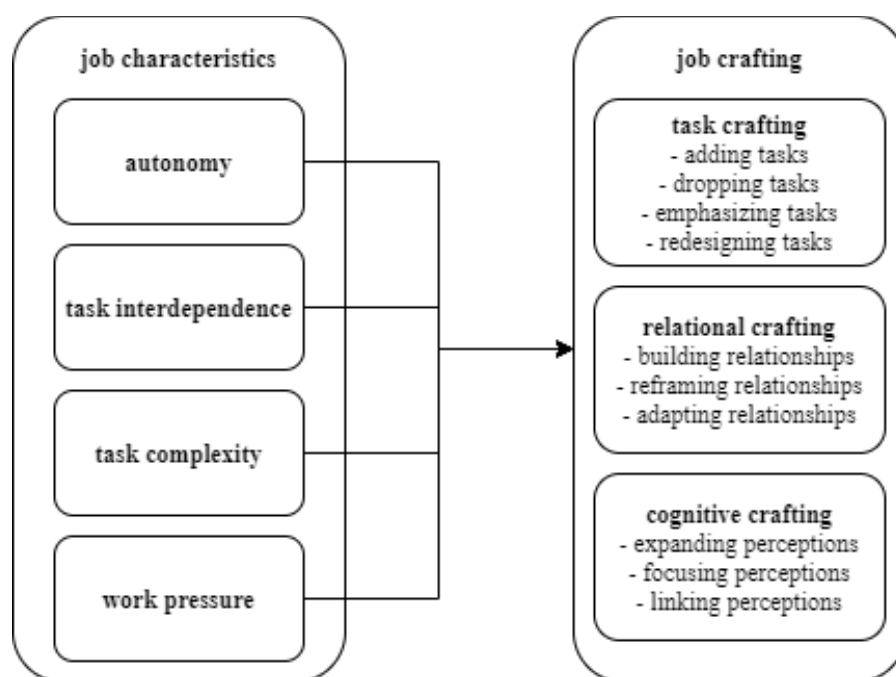 job characteristics
autonomy
task interdependence
task complexity
work pressure
job crafting
task crafting
- adding tasks
- dropping tasks
- emphasizing tasks
- redesigning tasks
relational crafting
- building relationships
- reframing relationships
- adapting relationships
cognitive crafting
- expanding perceptions
- focusing perceptions
- linking perceptions